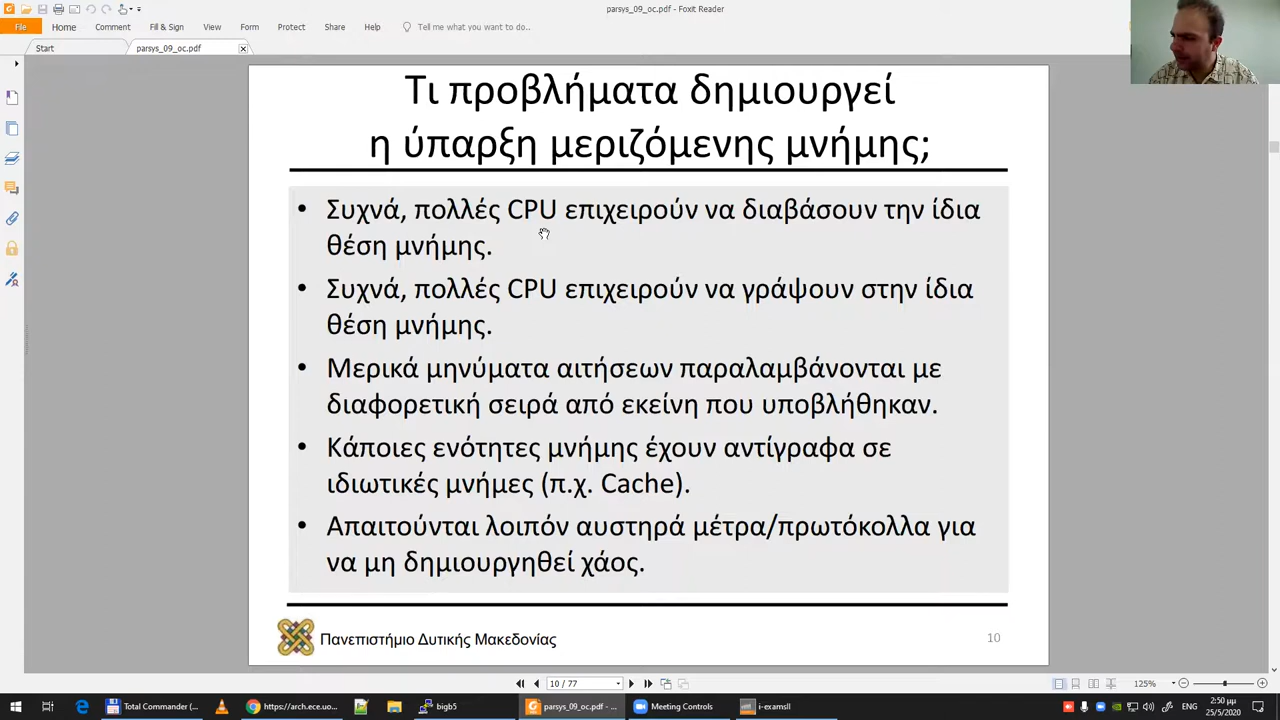 parsys_09_oc.pdf - Foxit Reader
File Home Comment Fill & Sign View Form Protect Share Help Tell me what you want to do..
Start parsys_09_oc.pdf
Τι προβλήματα δημιουργεί
η ύπαρξη μεριζόμενης μνήμης;
• Συχνά, πολλές CPU επιχειρούν να διαβάσουν την ίδια
θέση μνήμης.
• Συχνά, πολλές CPU επιχειρούν να γράψουν στην ίδια
θέση μνήμης.
• Μερικά μηνύματα αιτήσεων παραλαμβάνονται με
διαφορετική σειρά από εκείνη που υποβλήθηκαν.
• Κάποιες ενότητες μνήμης έχουν αντίγραφα σε
ιδιωτικές μνήμες (π.χ. Cache).
• Απαιτούνται λοιπόν αυστηρά μέτρα/πρωτόκολλα για
να μη δημιουργηθεί χάος.
Πανεπιστήμιο Δυτικής Μακεδονίας
10
10 / 77
125%
Total Commander (... https://arch.ece.uo... bigb5 parsys_09_oc.pdf - ... Meeting Controls i-examsll
2:50 μμ
25/5/2020